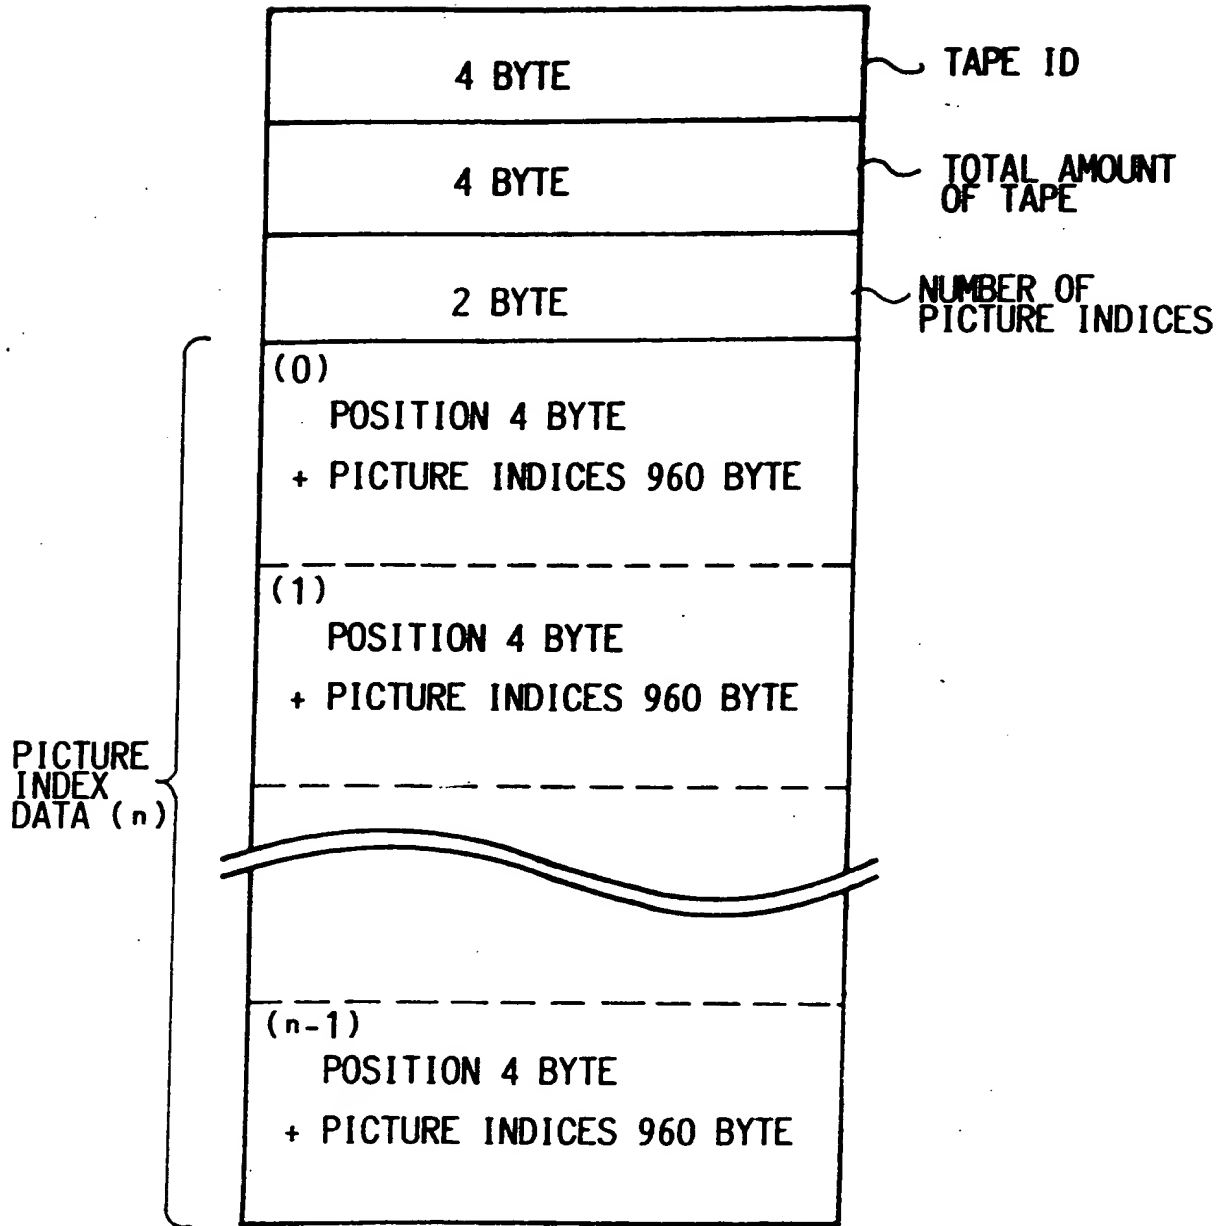 4 BYTE
TAPE ID
4 BYTE
TOTAL AMOUNT
OF TAPE
2 BYTE
NUMBER OF
PICTURE INDICES
(0)
POSITION 4 BYTE
+ PICTURE INDICES 960 BYTE
(1)
POSITION 4 BYTE
+ PICTURE INDICES 960 BYTE
PICTURE
INDEX
DATA (n)
(n-1)
POSITION 4 BYTE
+ PICTURE INDICES 960 BYTE